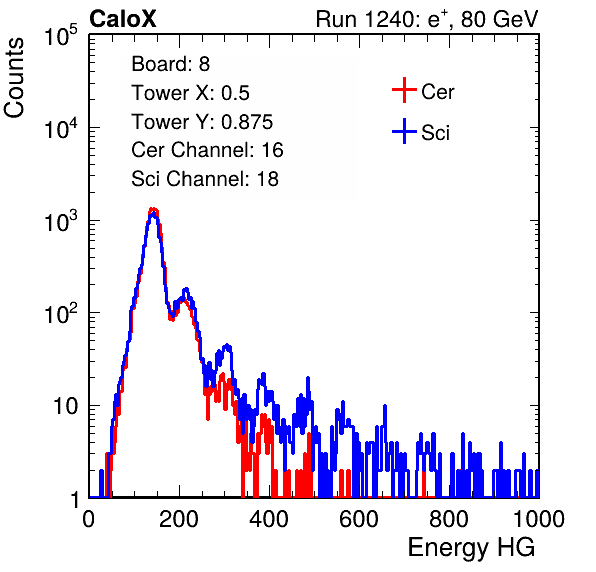 CaloX Run 1240: e⁺, 80 GeV
Board: 8
Tower X: 0.5
Tower Y: 0.875
Cer Channel: 16
Sci Channel: 18
Cer
Sci
Counts
10⁵
10⁴
10³
10²
10
1
0 200 400 600 800 1000
Energy HG